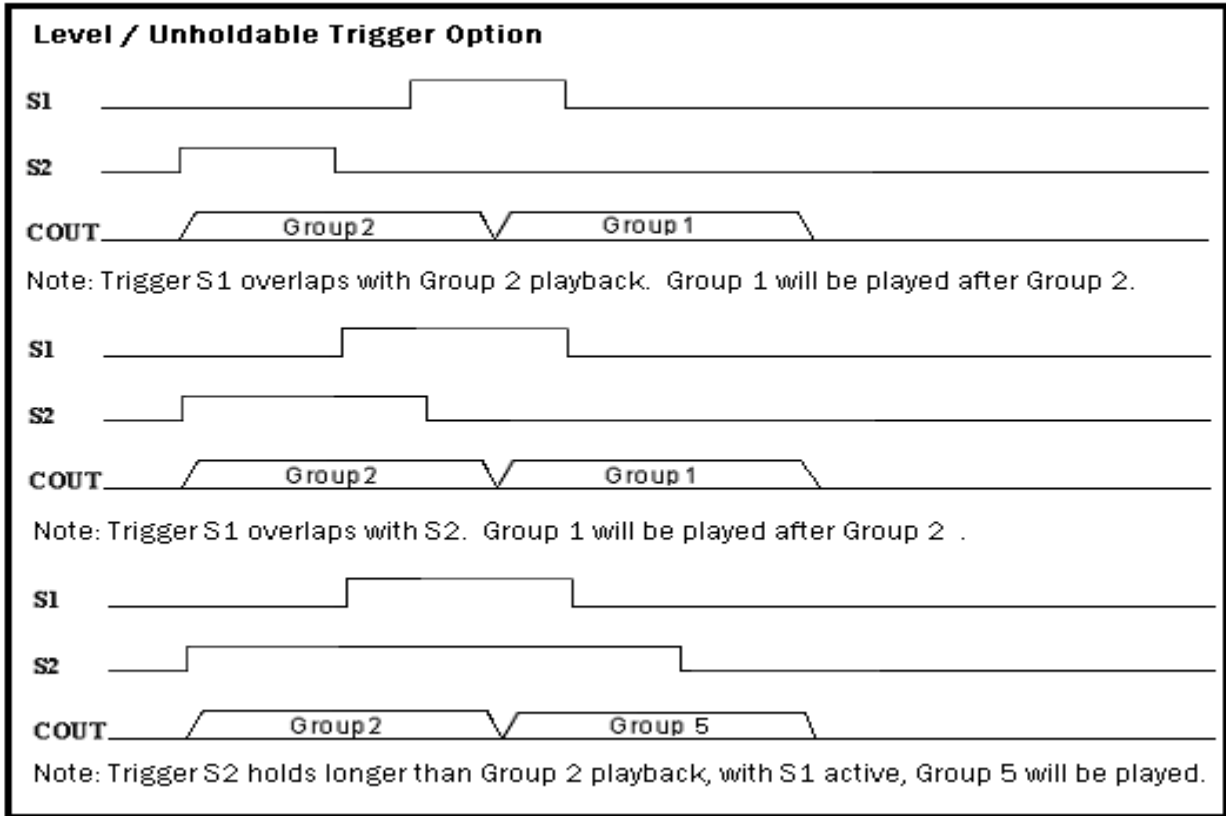 Level / Unholdable Trigger Option
S1
S2
COUT Group2 Group1
Note: Trigger S1 overlaps with Group 2 playback. Group 1 will be played after Group 2.
S1
S2
COUT Group2 Group1
Note: Trigger S1 overlaps with S2. Group 1 will be played after Group 2 .
S1
S2
COUT Group2 Group 5
Note: Trigger S2 holds longer than Group 2 playback, with S1 active, Group 5 will be played.